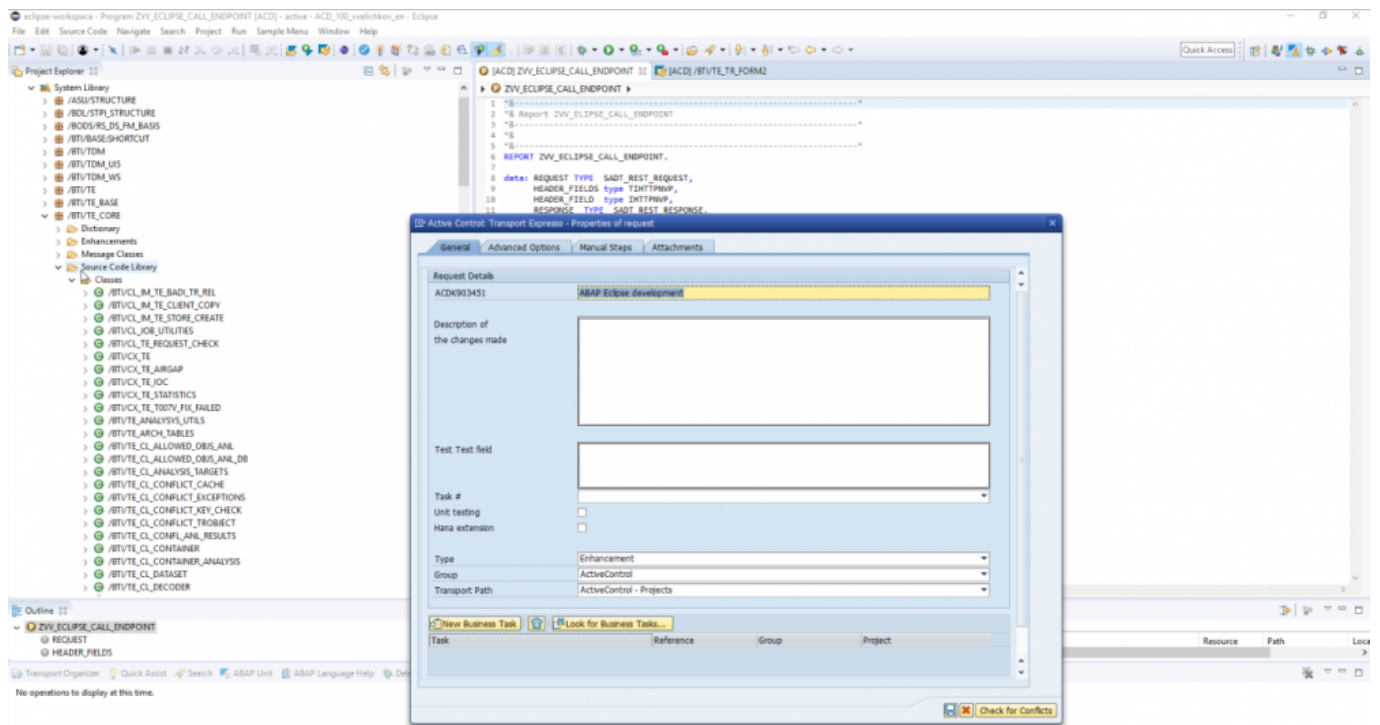 eclipse-workspace - Program ZVV_ECLIPSE_CALL_ENDPOINT [ACD] - active - ACD_100_vvelichkov_en - Eclipse
File Edit Source Code Navigate Search Project Run Sample Menu Window Help
Quick Access
Project Explorer
System Library
/ASU/STRUCTURE
/BDL/STPI_STRUCTURE
/BODS/RS_DS_FM_BASIS
/BTI/BASE:SHORTCUT
/BTI/TDM
/BTI/TDM_UIS
/BTI/TDM_WS
/BTI/TE
/BTI/TE_BASE
/BTI/TE_CORE
Dictionary
Enhancements
Message Classes
Source Code Library
Classes
/BTI/CL_IM_TE_BADI_TR_REL
/BTI/CL_IM_TE_CLIENT_COPY
/BTI/CL_IM_TE_STORE_CREATE
/BTI/CL_JOB_UTILITIES
/BTI/CL_TE_REQUEST_CHECK
/BTI/CX_TE
/BTI/CX_TE_AIRGAP
/BTI/CX_TE_IOC
/BTI/CX_TE_STATISTICS
/BTI/CX_TE_T007V_FIX_FAILED
/BTI/TE_ANALYSYS_UTILS
/BTI/TE_ARCH_TABLES
/BTI/TE_CL_ALLOWED_OBJS_ANL
/BTI/TE_CL_ALLOWED_OBJS_ANL_DB
/BTI/TE_CL_ANALYSIS_TARGETS
/BTI/TE_CL_CONFLICT_CACHE
/BTI/TE_CL_CONFLICT_EXCEPTIONS
/BTI/TE_CL_CONFLICT_KEY_CHECK
/BTI/TE_CL_CONFLICT_TROBJECT
/BTI/TE_CL_CONFL_ANL_RESULTS
/BTI/TE_CL_CONTAINER
/BTI/TE_CL_CONTAINER_ANALYSIS
/BTI/TE_CL_DATASET
/BTI/TE_CL_DECODER
[ACD] ZVV_ECLIPSE_CALL_ENDPOINT [ACD] /BTI/TE_TR_FORM2
ZVV_ECLIPSE_CALL_ENDPOINT
1 *&---------------------------------------------------------------------*
2 *& Report ZVV_ELIPSE_CALL_ENDPOINT
3 *&---------------------------------------------------------------------*
4 *&
5 *&---------------------------------------------------------------------*
6 REPORT ZVV_ECLIPSE_CALL_ENDPOINT.
7
8 data: REQUEST TYPE SADT_REST_REQUEST,
9 HEADER_FIELDS type TIHTTPNVP,
10 HEADER_FIELD type IHTTPNVP,
11 RESPONSE TYPE SADT_REST_RESPONSE.
Active Control: Transport Expresso - Properties of request
General Advanced Options Manual Steps Attachments
Request Details
ACDK903451 ABAP Eclipse development
Description of
the changes made
Test Text field
Task #
Unit testing
Hana extension
Type Enhancement
Group ActiveControl
Transport Path ActiveControl - Projects
New Business Task Look for Business Tasks...
Task Reference Group Project
Check for Conflicts
Outline
ZVV_ECLIPSE_CALL_ENDPOINT
REQUEST
HEADER_FIELDS
Resource Path Loca
Transport Organizer Quick Assist Search ABAP Unit ABAP Language Help
No operations to display at this time.